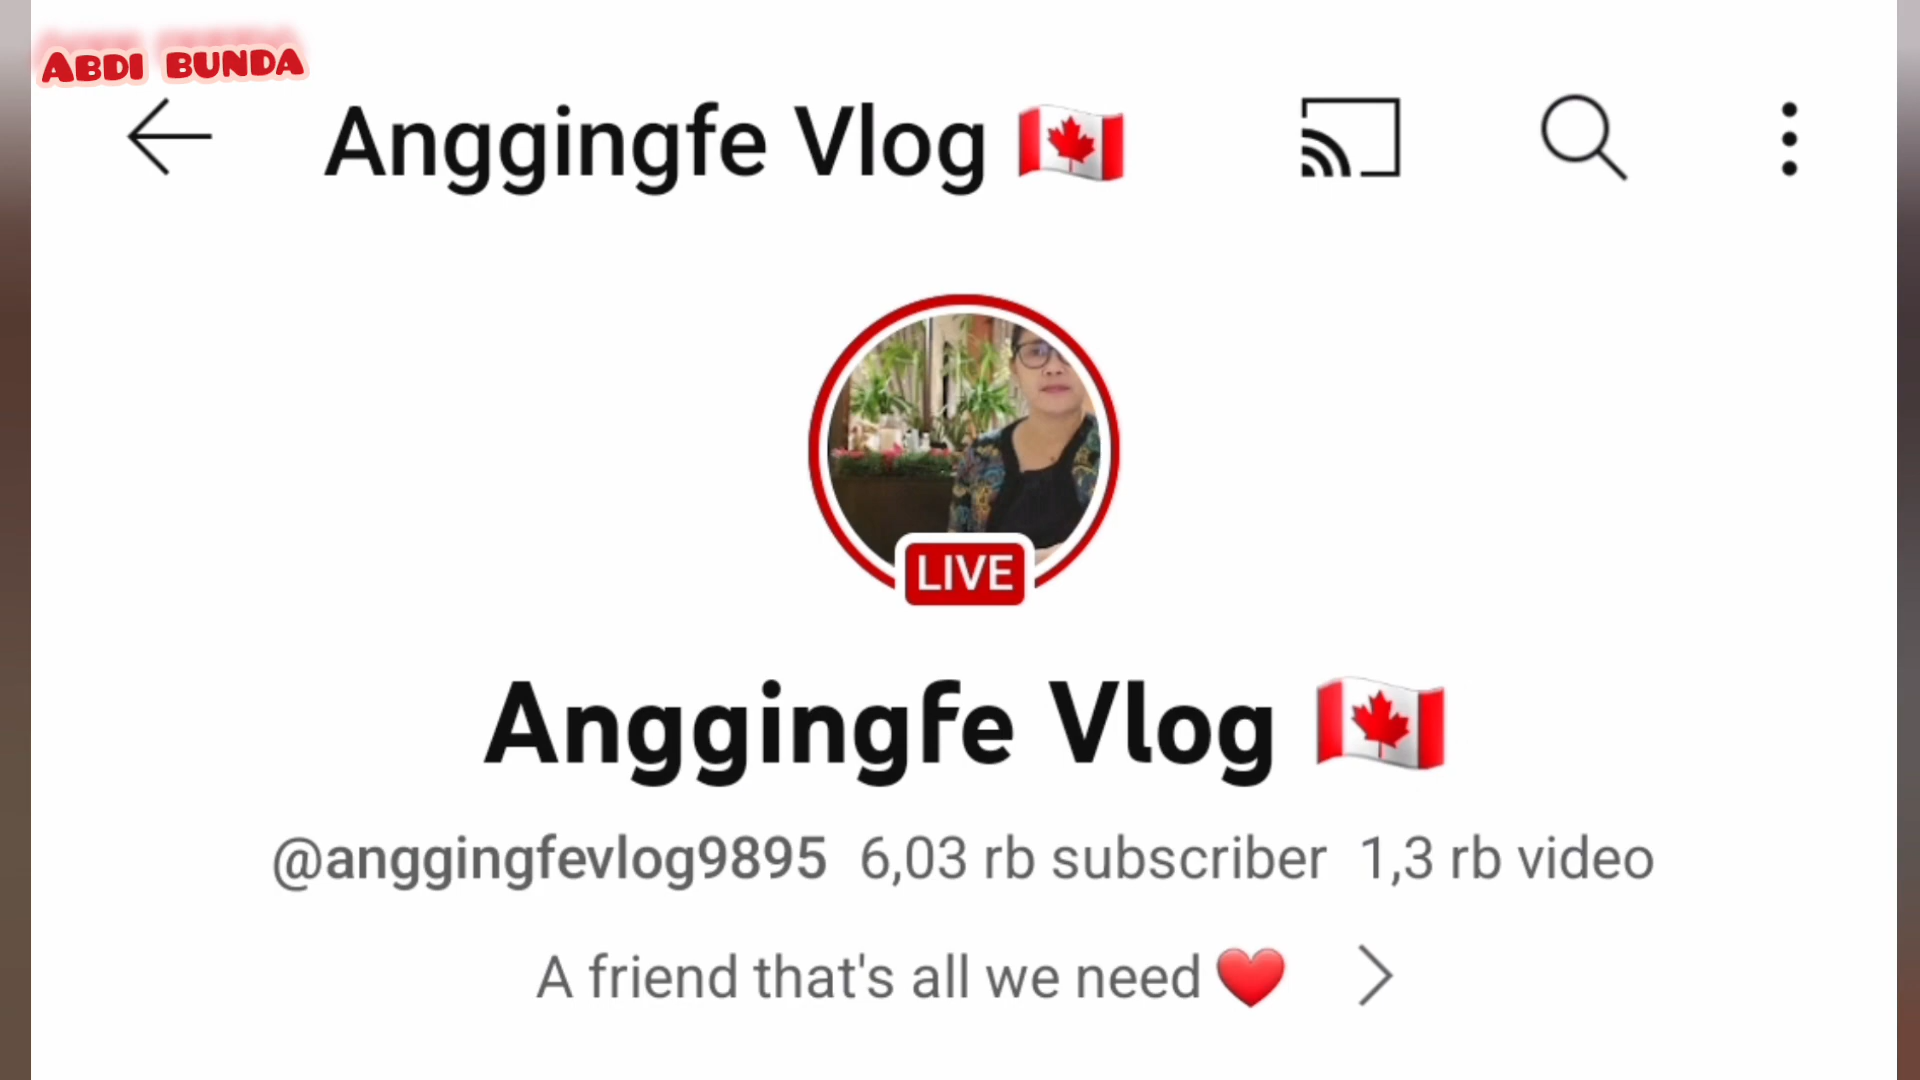 ABDI BUNDA
Anggingfe Vlog 🇨🇦
LIVE
Anggingfe Vlog 🇨🇦
@anggingfevlog9895 6,03 rb subscriber 1,3 rb video
A friend that's all we need ❤️